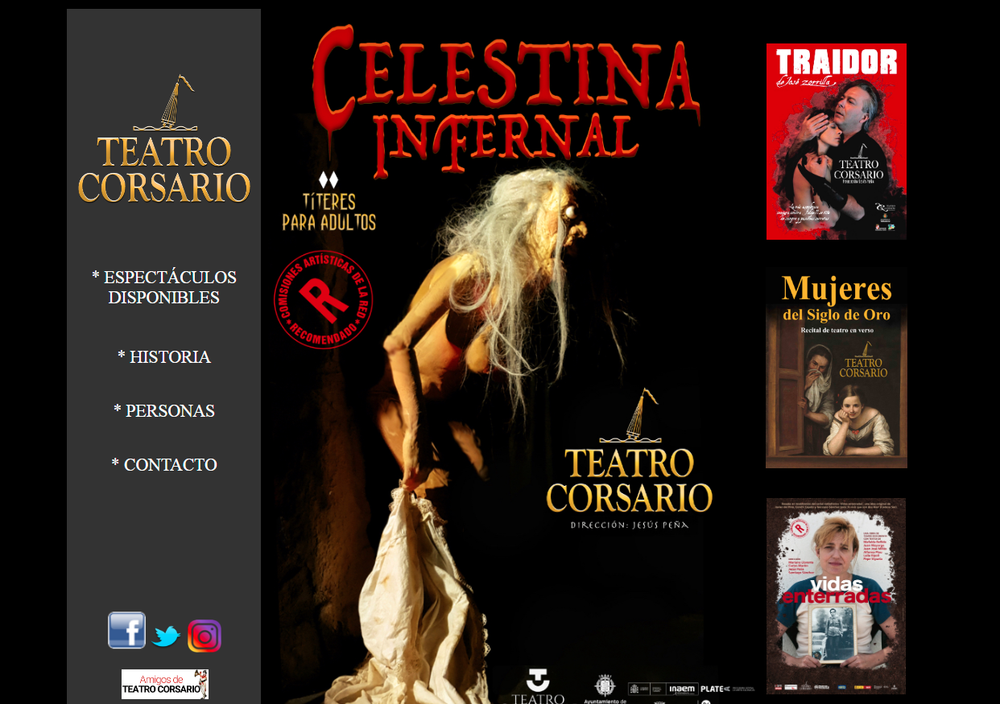 TEATRO
CORSARIO
* ESPECTÁCULOS
DISPONIBLES
* HISTORIA
* PERSONAS
* CONTACTO
Amigos de
TEATRO CORSARIO
CELESTINA
INFERNAL
TÍTERES
PARA ADULTOS
COMISIONES ARTÍSTICAS DE LA RED
R
RECOMENDADO
TEATRO
CORSARIO
DIRECCIÓN: JESÚS PEÑA
TEATRO
Ayuntamiento de
inaem
PLATEA
TRAIDOR
de José Zorrilla
TEATRO
CORSARIO
Mujeres
del Siglo de Oro
Recital de teatro en verso
TEATRO
CORSARIO
R
vidas
enterradas